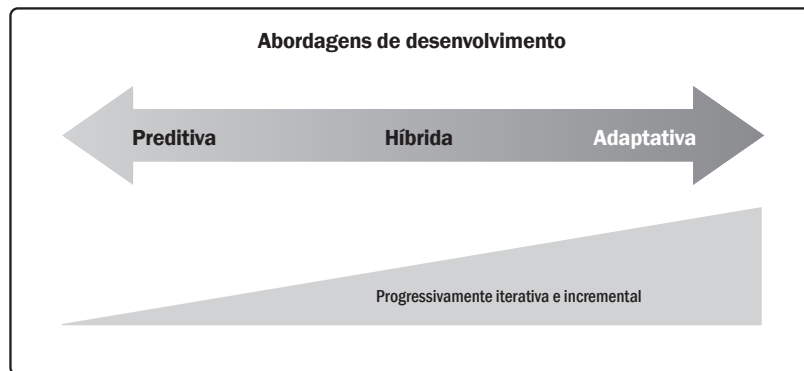 Abordagens de desenvolvimento
Preditiva Híbrida Adaptativa
Progressivamente iterativa e incremental